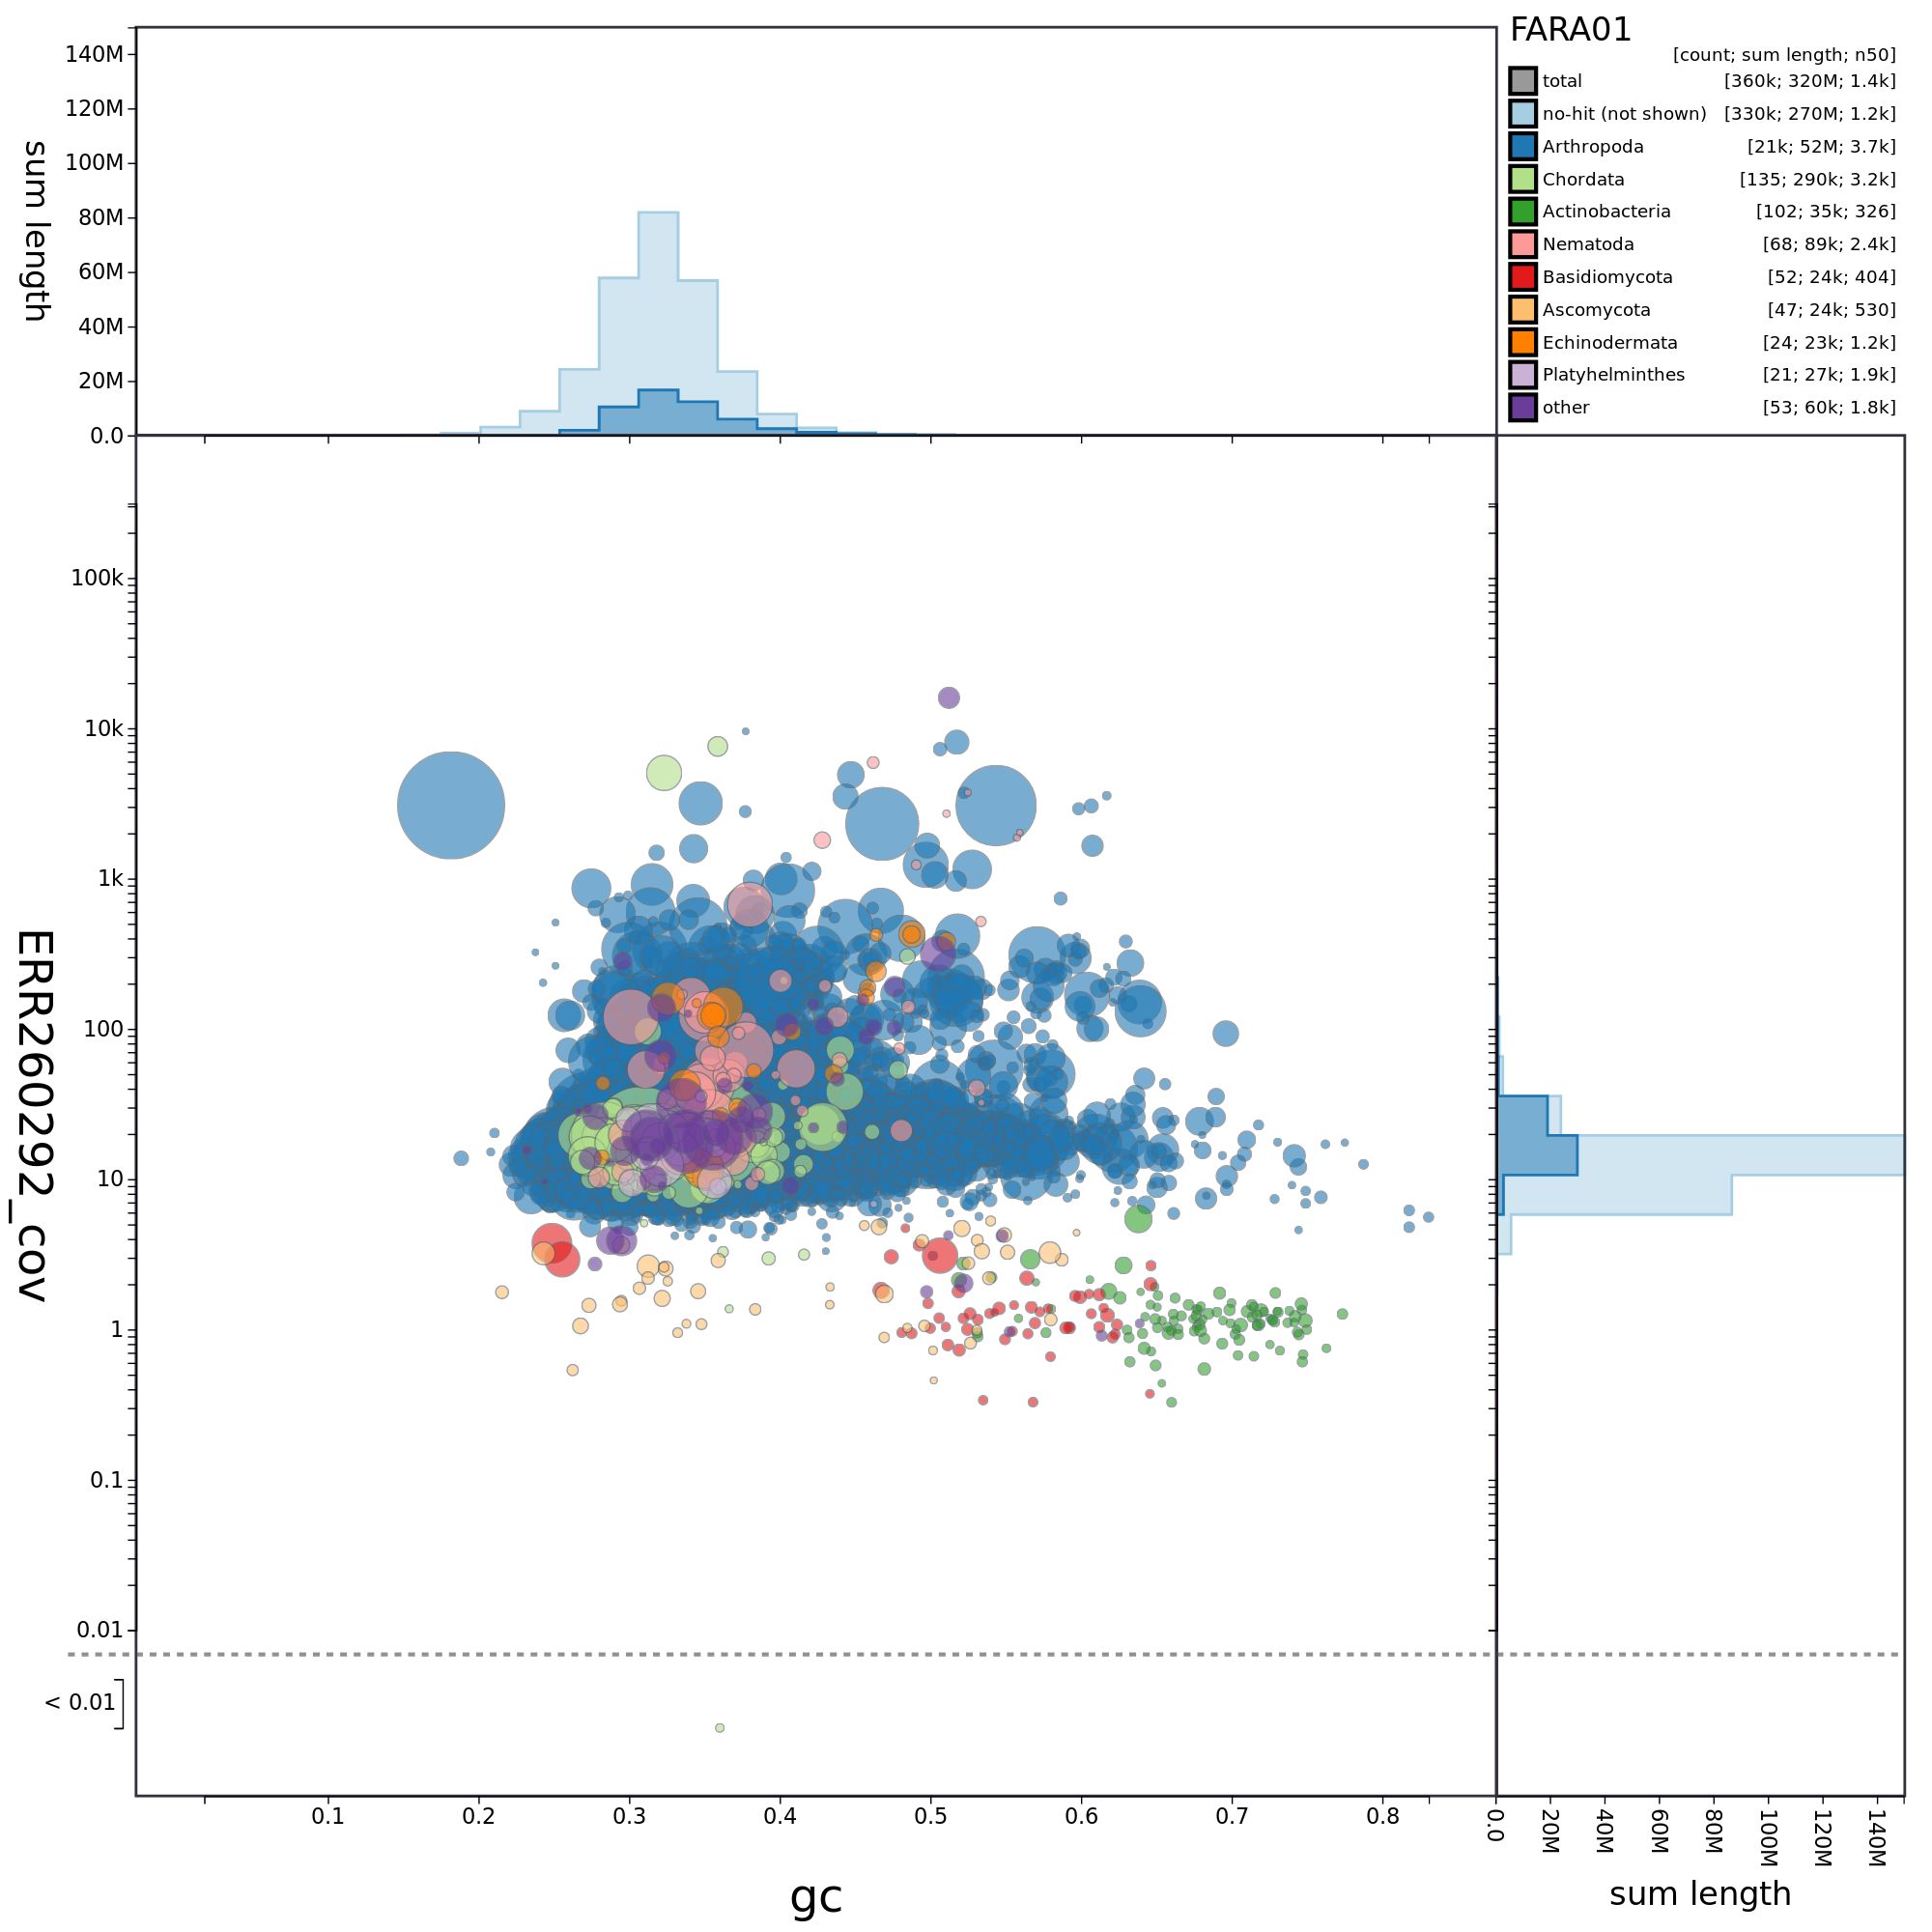 FARA01
[count; sum length; n50]
total [360k; 320M; 1.4k]
no-hit (not shown) [330k; 270M; 1.2k]
Arthropoda [21k; 52M; 3.7k]
Chordata [135; 290k; 3.2k]
Actinobacteria [102; 35k; 326]
Nematoda [68; 89k; 2.4k]
Basidiomycota [52; 24k; 404]
Ascomycota [47; 24k; 530]
Echinodermata [24; 23k; 1.2k]
Platyhelminthes [21; 27k; 1.9k]
other [53; 60k; 1.8k]
sum length
140M
120M
100M
80M
60M
40M
20M
0.0
ERR260292_cov
100k
10k
1k
100
10
1
0.1
0.01
< 0.01
0.1 0.2 0.3 0.4 0.5 0.6 0.7 0.8
gc
0.0 20M 40M 60M 80M 100M 120M 140M
sum length